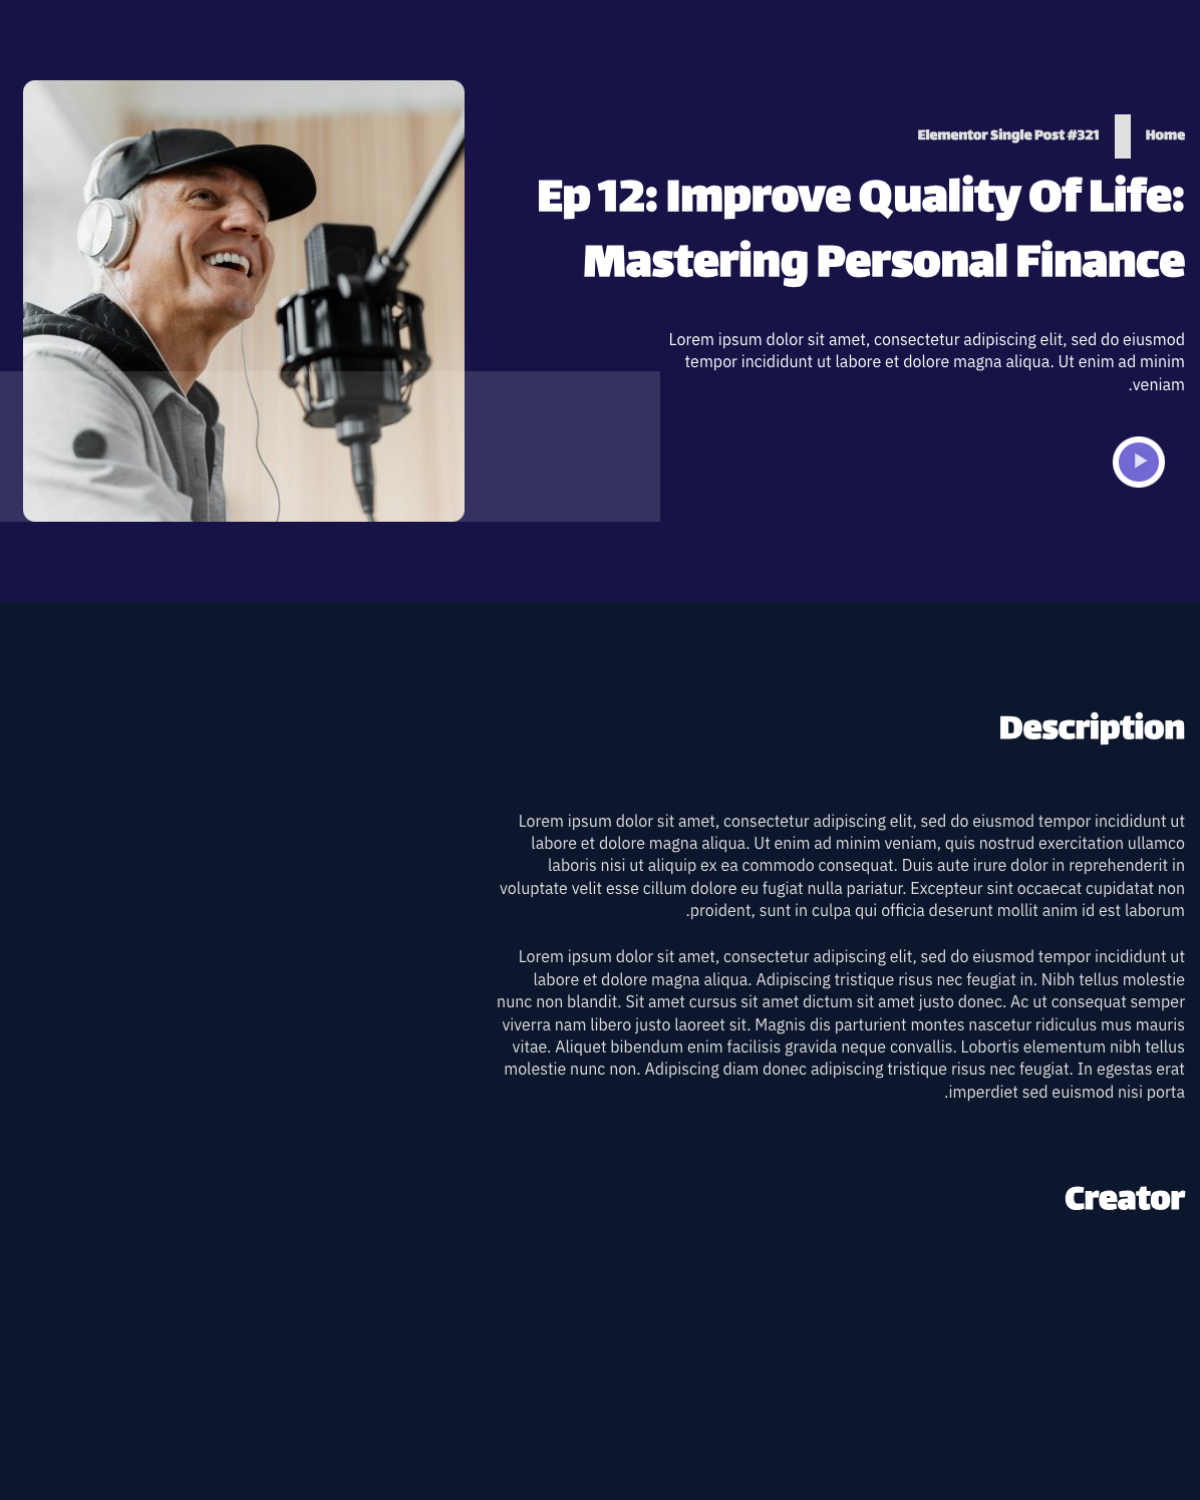 Home
Elementor Single Post #321
Ep 12: Improve Quality Of Life:
Mastering Personal Finance
Lorem ipsum dolor sit amet, consectetur adipiscing elit, sed do eiusmod
tempor incididunt ut labore et dolore magna aliqua. Ut enim ad minim
.veniam
Description
Lorem ipsum dolor sit amet, consectetur adipiscing elit, sed do eiusmod tempor incididunt ut
labore et dolore magna aliqua. Ut enim ad minim veniam, quis nostrud exercitation ullamco
laboris nisi ut aliquip ex ea commodo consequat. Duis aute irure dolor in reprehenderit in
voluptate velit esse cillum dolore eu fugiat nulla pariatur. Excepteur sint occaecat cupidatat non
.proident, sunt in culpa qui officia deserunt mollit anim id est laborum
Lorem ipsum dolor sit amet, consectetur adipiscing elit, sed do eiusmod tempor incididunt ut
labore et dolore magna aliqua. Adipiscing tristique risus nec feugiat in. Nibh tellus molestie
nunc non blandit. Sit amet cursus sit amet dictum sit amet justo donec. Ac ut consequat semper
viverra nam libero justo laoreet sit. Magnis dis parturient montes nascetur ridiculus mus mauris
vitae. Aliquet bibendum enim facilisis gravida neque convallis. Lobortis elementum nibh tellus
molestie nunc non. Adipiscing diam donec adipiscing tristique risus nec feugiat. In egestas erat
.imperdiet sed euismod nisi porta
Creator